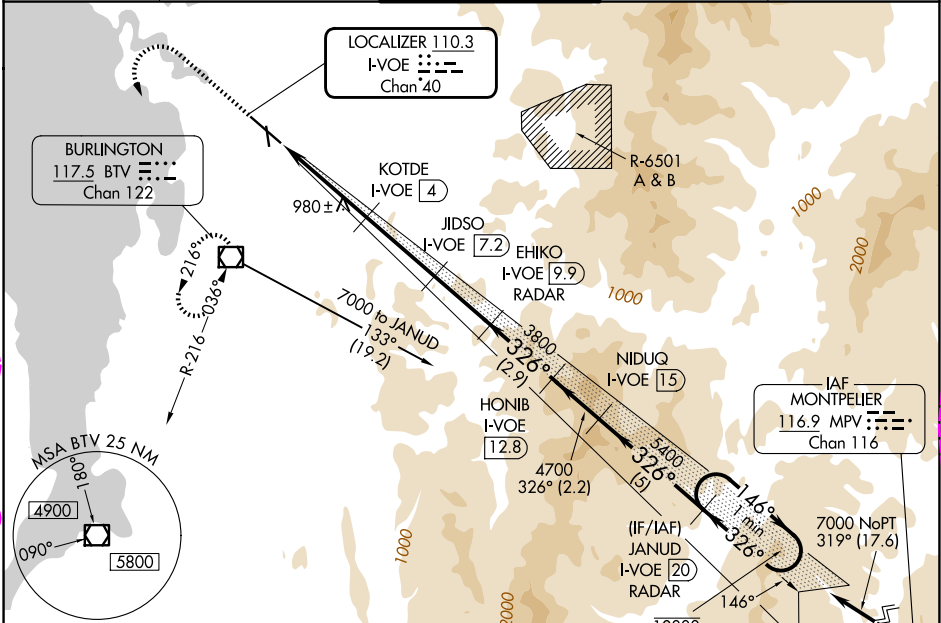 LOCALIZER 110.3
I-VOE
Chan 40
BURLINGTON
117.5 BTV
Chan 122
R-6501
A & B
KOTDE
I-VOE 4
980 ±
JIDSO
I-VOE 7.2
EHIKO
I-VOE 9.9
RADAR
1000
2000
1000
216°
036°
R-216
7000 to JANUD
133°
(19.2)
3800
326°
(2.9)
NIDUQ
I-VOE 15
HONIB
I-VOE
12.8
4700
326° (2.2)
5400
326°
(5)
IAF
MONTPELIER
116.9 MPV
Chan 116
MSA BTV 25 NM
180°
4900
090°
5800
1000
2000
146°
1 min
326°
(IF/IAF)
JANUD
I-VOE 20
RADAR
7000 NoPT
319° (17.6)
146°